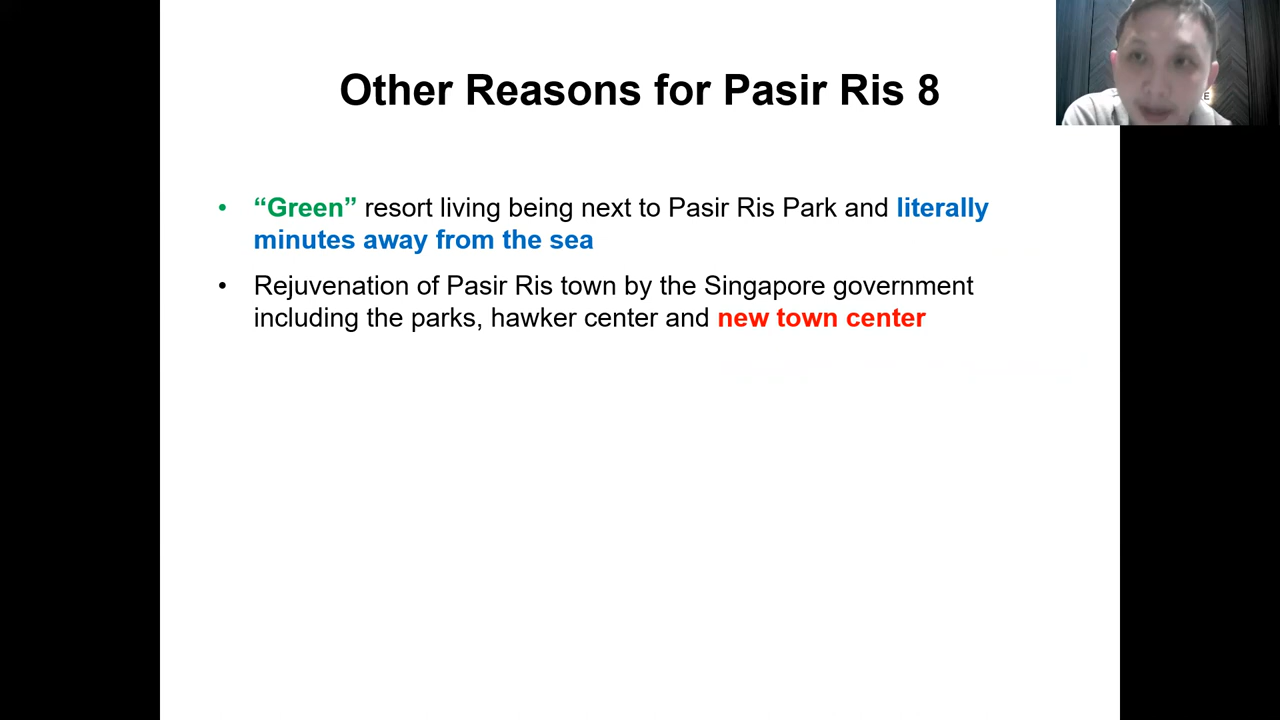 Other Reasons for Pasir Ris 8
• “Green” resort living being next to Pasir Ris Park and literally
minutes away from the sea
• Rejuvenation of Pasir Ris town by the Singapore government
including the parks, hawker center and new town center